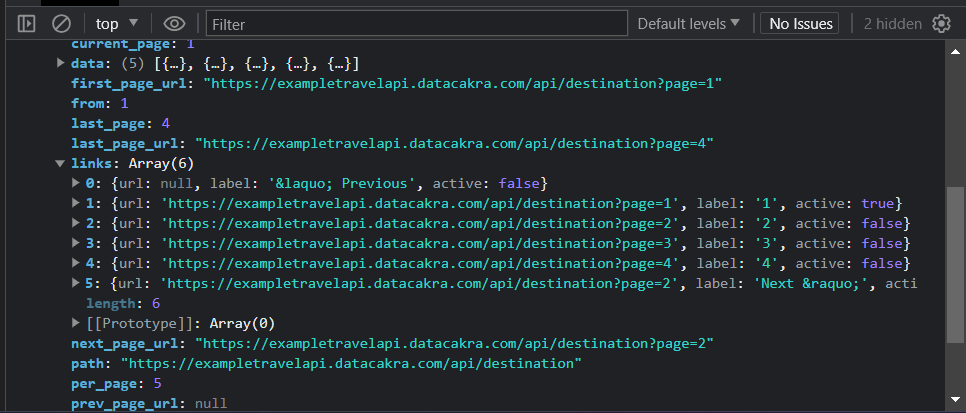 top ▼ Filter Default levels ▼ No Issues 2 hidden
current_page: 1
▶ data: (5) [{…}, {…}, {…}, {…}, {…}]
first_page_url: "https://exampletravelapi.datacakra.com/api/destination?page=1"
from: 1
last_page: 4
last_page_url: "https://exampletravelapi.datacakra.com/api/destination?page=4"
▼ links: Array(6)
▶ 0: {url: null, label: '&laquo; Previous', active: false}
▶ 1: {url: 'https://exampletravelapi.datacakra.com/api/destination?page=1', label: '1', active: true}
▶ 2: {url: 'https://exampletravelapi.datacakra.com/api/destination?page=2', label: '2', active: false}
▶ 3: {url: 'https://exampletravelapi.datacakra.com/api/destination?page=3', label: '3', active: false}
▶ 4: {url: 'https://exampletravelapi.datacakra.com/api/destination?page=4', label: '4', active: false}
▶ 5: {url: 'https://exampletravelapi.datacakra.com/api/destination?page=2', label: 'Next &raquo;', acti
length: 6
▶ [[Prototype]]: Array(0)
next_page_url: "https://exampletravelapi.datacakra.com/api/destination?page=2"
path: "https://exampletravelapi.datacakra.com/api/destination"
per_page: 5
prev_page_url: null